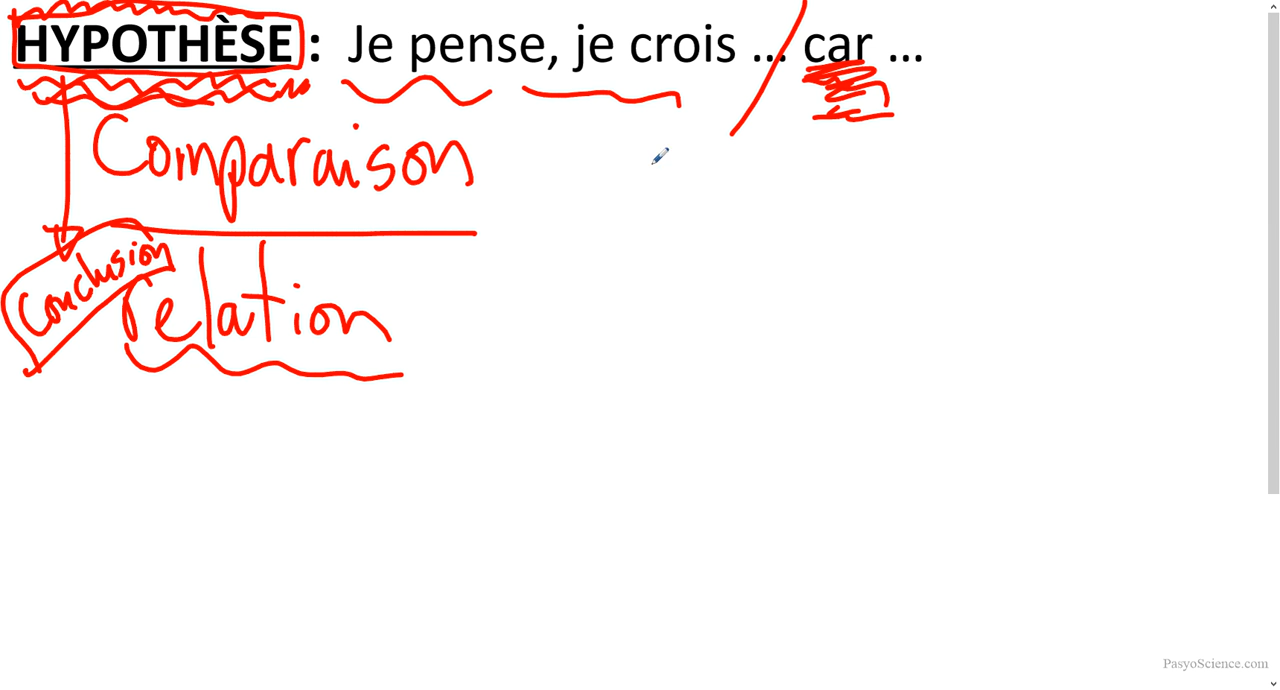 HYPOTHÈSE : Je pense, je crois ... car ...
Comparaison
Conclusion
relation
PasyoScience.com